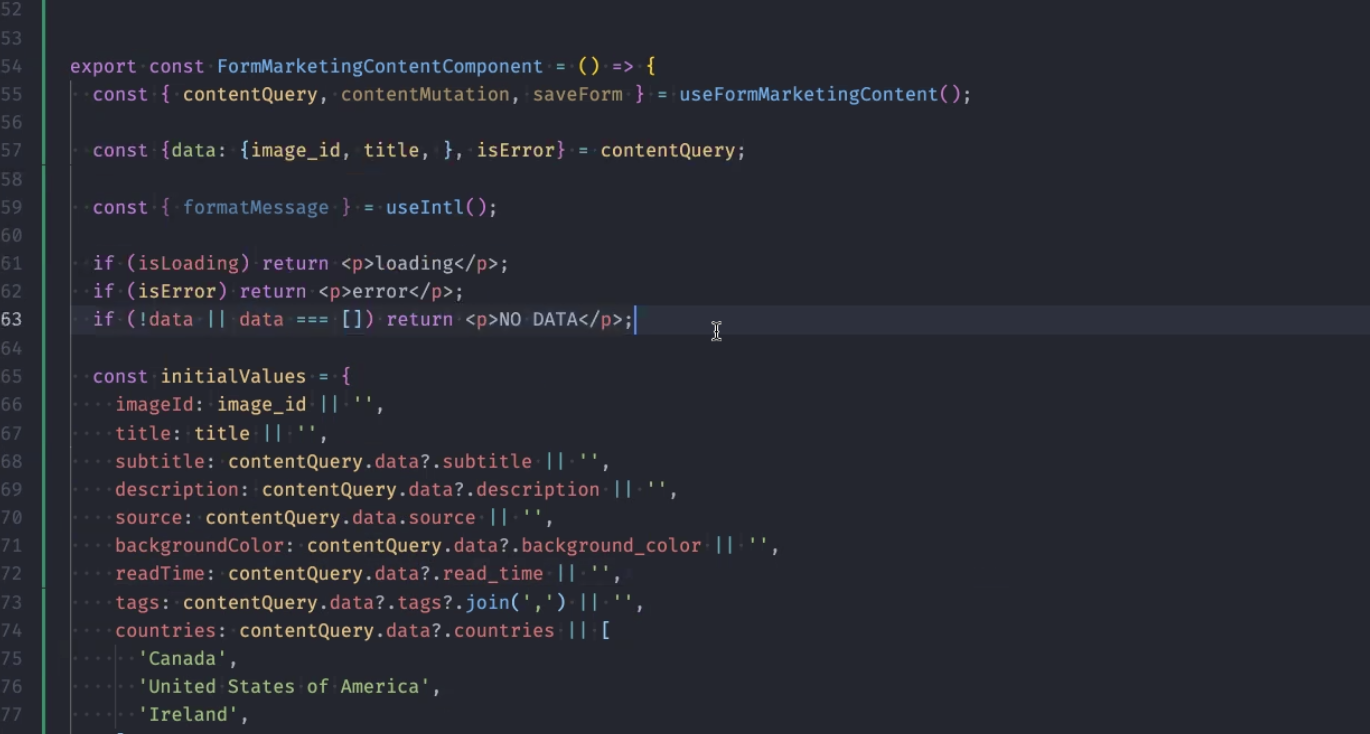 52
53
54 export const FormMarketingContentComponent = () => {
55 const { contentQuery, contentMutation, saveForm } = useFormMarketingContent();
56
57 const {data: {image_id, title, }, isError} = contentQuery;
58
59 const { formatMessage } = useIntl();
60
61 if (isLoading) return <p>loading</p>;
62 if (isError) return <p>error</p>;
63 if (!data || data === []) return <p>NO DATA</p>;
64
65 const initialValues = {
66 imageId: image_id || '',
67 title: title || '',
68 subtitle: contentQuery.data?.subtitle || '',
69 description: contentQuery.data?.description || '',
70 source: contentQuery.data.source || '',
71 backgroundColor: contentQuery.data?.background_color || '',
72 readTime: contentQuery.data?.read_time || '',
73 tags: contentQuery.data?.tags?.join(',') || '',
74 countries: contentQuery.data?.countries || [
75 'Canada',
76 'United States of America',
77 'Ireland',